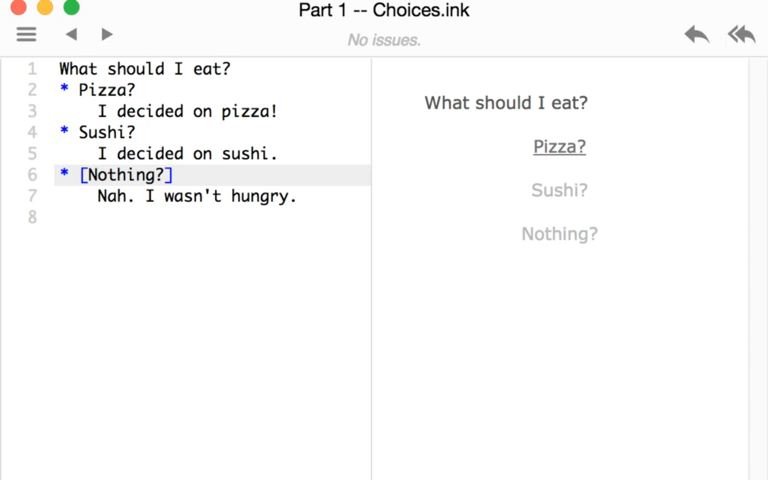 Part 1 -- Choices.ink
No issues.
1 What should I eat?
2 * Pizza?
3 I decided on pizza!
4 * Sushi?
5 I decided on sushi.
6 * [Nothing?]
7 Nah. I wasn't hungry.
8
What should I eat?
Pizza?
Sushi?
Nothing?